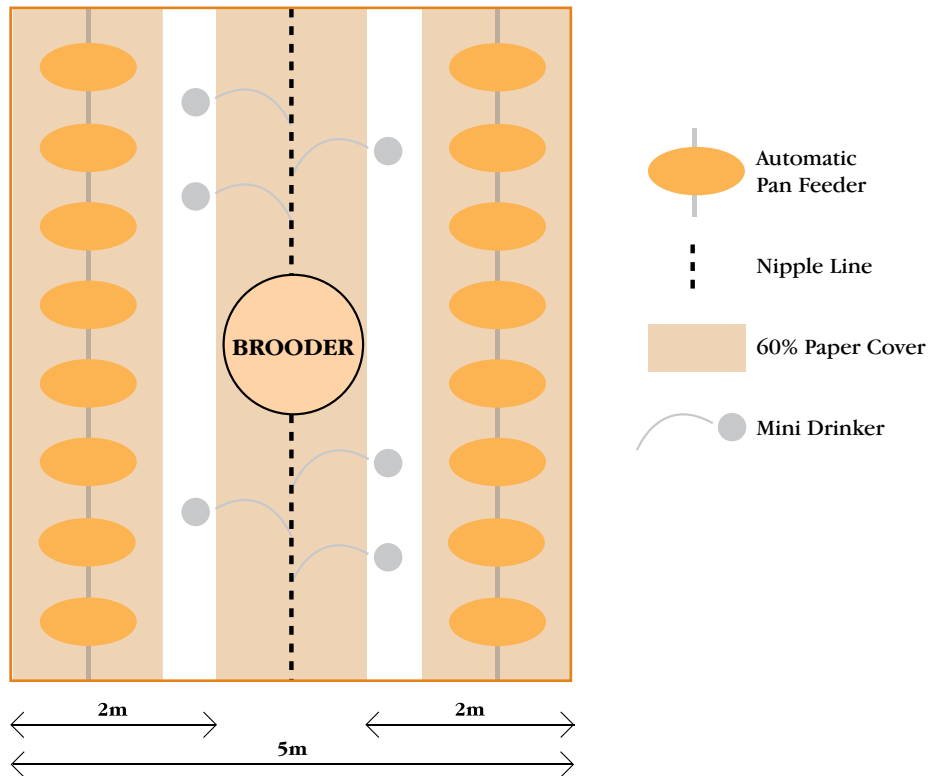 BROODER
2m
2m
5m
Automatic
Pan Feeder
Nipple Line
60% Paper Cover
Mini Drinker